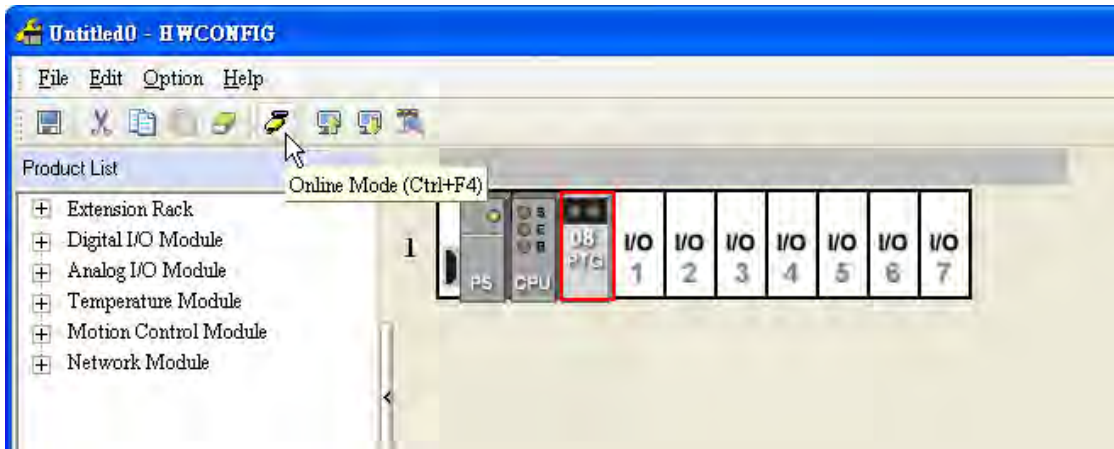 Untitled0 - HWCONFIG
File Edit Option Help
Product List
Online Mode (Ctrl+F4)
Extension Rack
Digital I/O Module
Analog I/O Module
Temperature Module
Motion Control Module
Network Module
1
PS
S
E
B
CPU
08
PTG
I/O 1
I/O 2
I/O 3
I/O 4
I/O 5
I/O 6
I/O 7